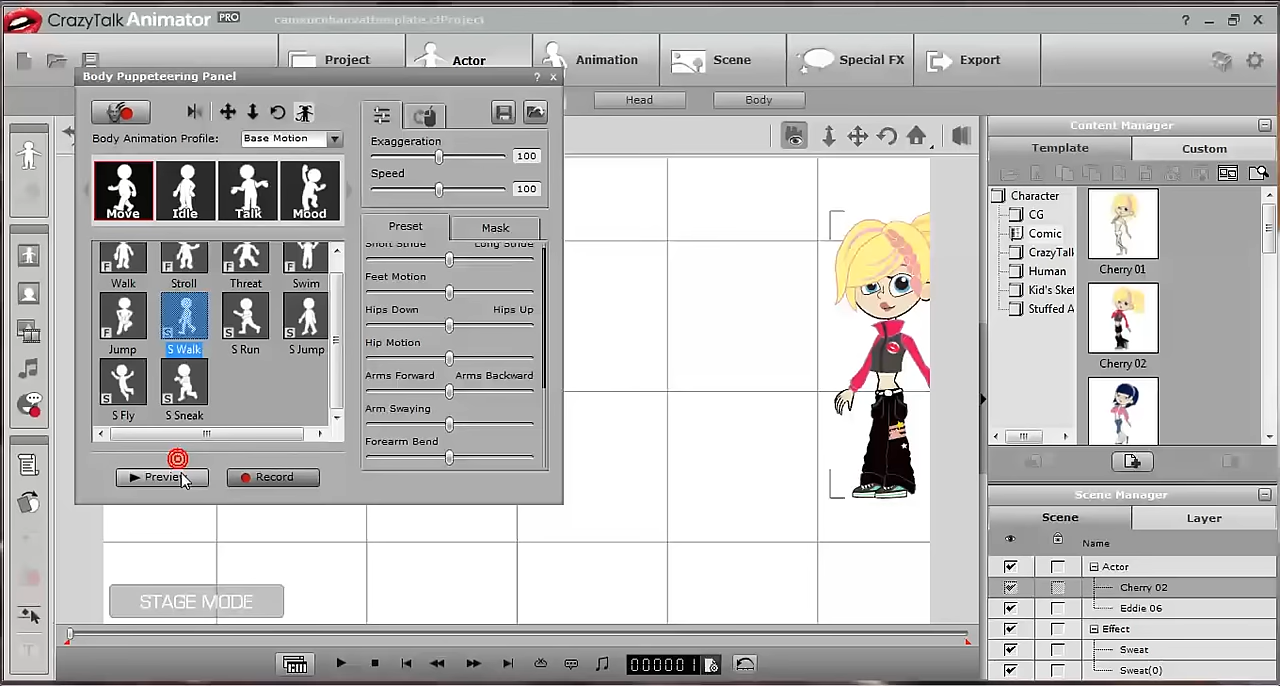 CrazyTalk Animator PRO
Project
Actor
Animation
Scene
Special FX
Export
Body Puppeteering Panel
? x
Head
Body
Body Animation Profile: Base Motion
Move
Idle
Talk
Mood
Exaggeration
100
Speed
100
Preset
Mask
Short Stride Long Stride
Feet Motion
Hips Down Hips Up
Hip Motion
Arms Forward Arms Backward
Arm Swaying
Forearm Bend
Walk
Stroll
Threat
Swim
Jump
S Walk
S Run
S Jump
S Fly
S Sneak
Record
STAGE MODE
000001
Content Manager
Template
Custom
Character
CG
Comic
CrazyTalk
Human
Kid's Ske
Stuffed A
Cherry 01
Cherry 02
Scene Manager
Scene
Layer
Name
Actor
Cherry 02
Eddie 06
Effect
Sweat
Sweat(0)